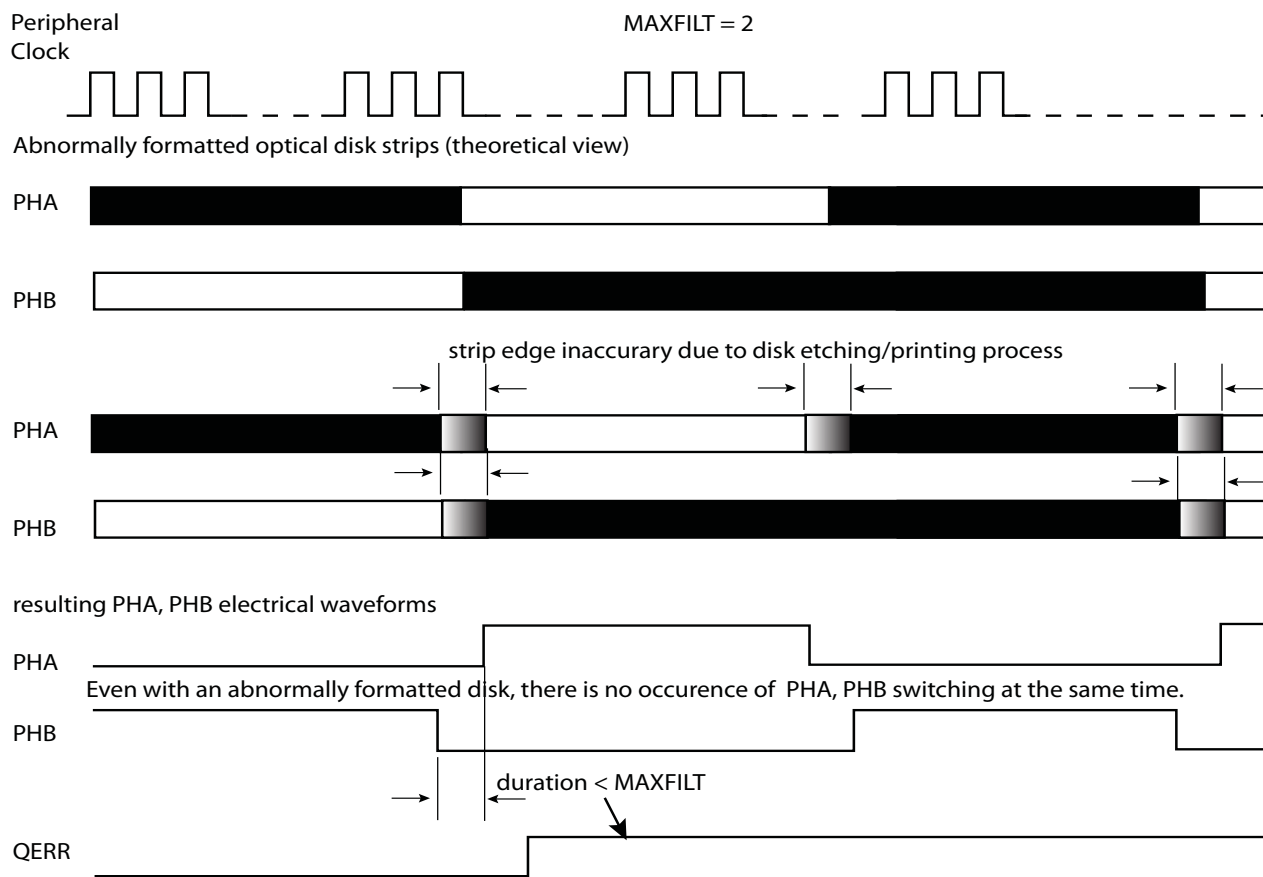 Peripheral
Clock
MAXFILT = 2
Abnormally formatted optical disk strips (theoretical view)
PHA
PHB
strip edge inaccurary due to disk etching/printing process
PHA
PHB
resulting PHA, PHB electrical waveforms
PHA
Even with an abnormally formatted disk, there is no occurence of PHA, PHB switching at the same time.
PHB
duration < MAXFILT
QERR